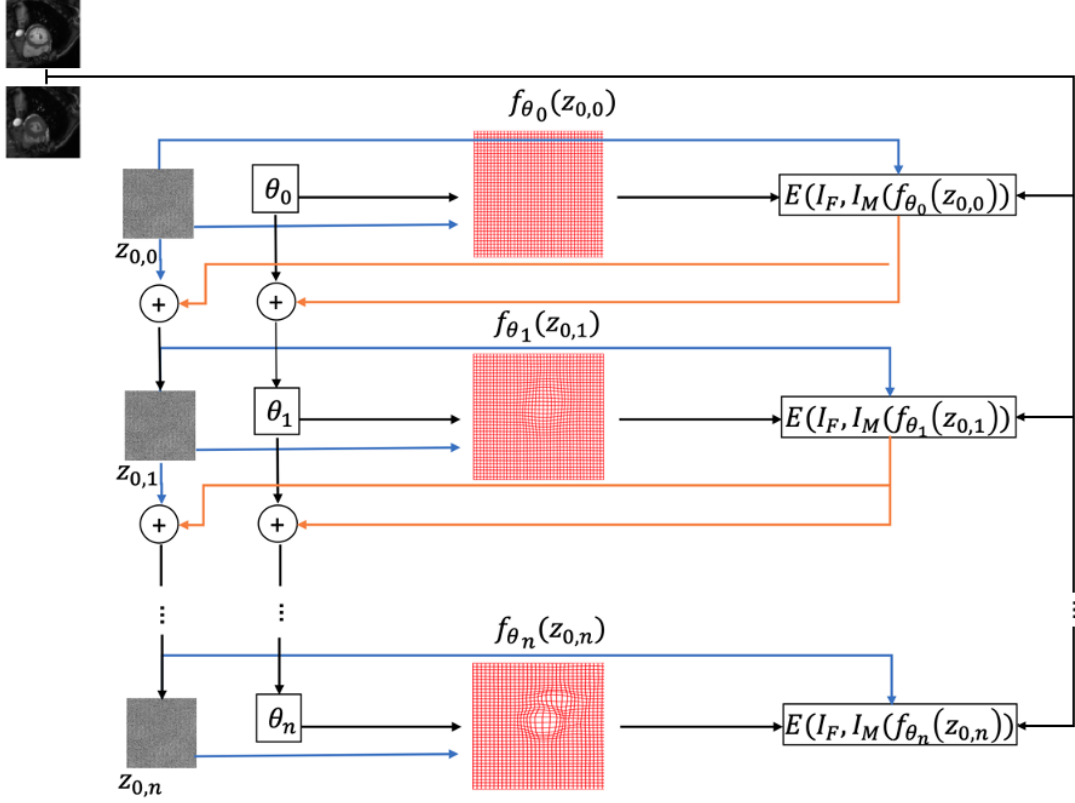 f_{θ_0}(z_{0,0})
θ_0
E(I_F, I_M(f_{θ_0}(z_{0,0}))
z_{0,0}
+ +
f_{θ_1}(z_{0,1})
θ_1
E(I_F, I_M(f_{θ_1}(z_{0,1}))
z_{0,1}
+ +
... ... ...
f_{θ_n}(z_{0,n})
θ_n
E(I_F, I_M(f_{θ_n}(z_{0,n}))
z_{0,n}